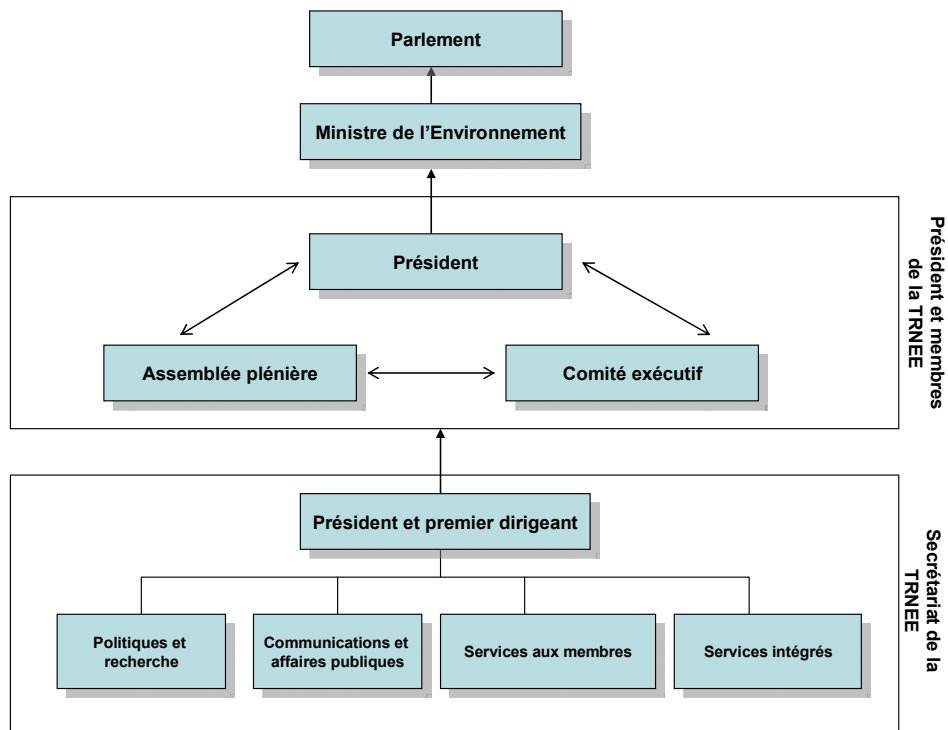 Parlement
Ministre de l’Environnement
Président
Assemblée plénière
Comité exécutif
Président et membres
de la TRNEE
Président et premier dirigeant
Politiques et
recherche
Communications et
affaires publiques
Services aux membres
Services intégrés
Secrétariat de la
TRNEE